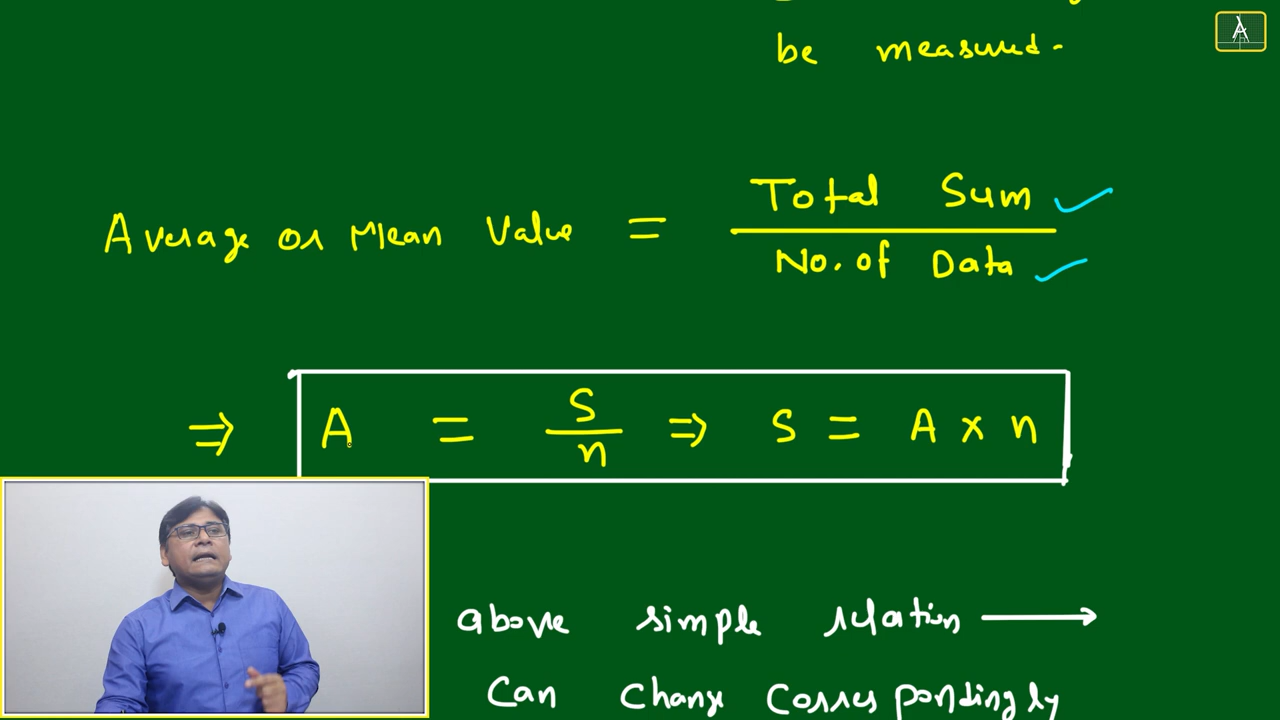 be measured.
Average or Mean Value = Total Sum / No. of Data
⇒ A = S/n ⇒ S = A × n
above simple relation →
Can change correspondingly
A